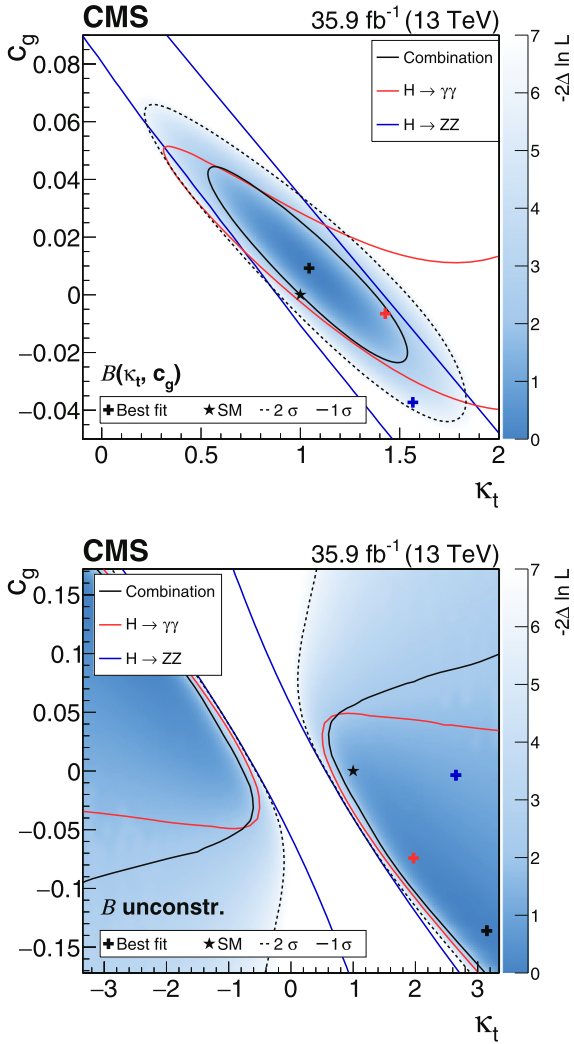 CMS 35.9 fb⁻¹ (13 TeV)
c_g
-2Δ ln L
Combination
H → γγ
H → ZZ
0.08
0.06
0.04
0.02
0
−0.02
−0.04
7
6
5
4
3
2
1
0
B(κ_t, c_g)
Best fit SM 2 σ 1 σ
0 0.5 1 1.5 2
κ_t
CMS 35.9 fb⁻¹ (13 TeV)
c_g
-2Δ ln L
Combination
H → γγ
H → ZZ
0.15
0.1
0.05
0
−0.05
−0.1
−0.15
7
6
5
4
3
2
1
0
B unconstr.
Best fit SM 2 σ 1 σ
−3 −2 −1 0 1 2 3
κ_t